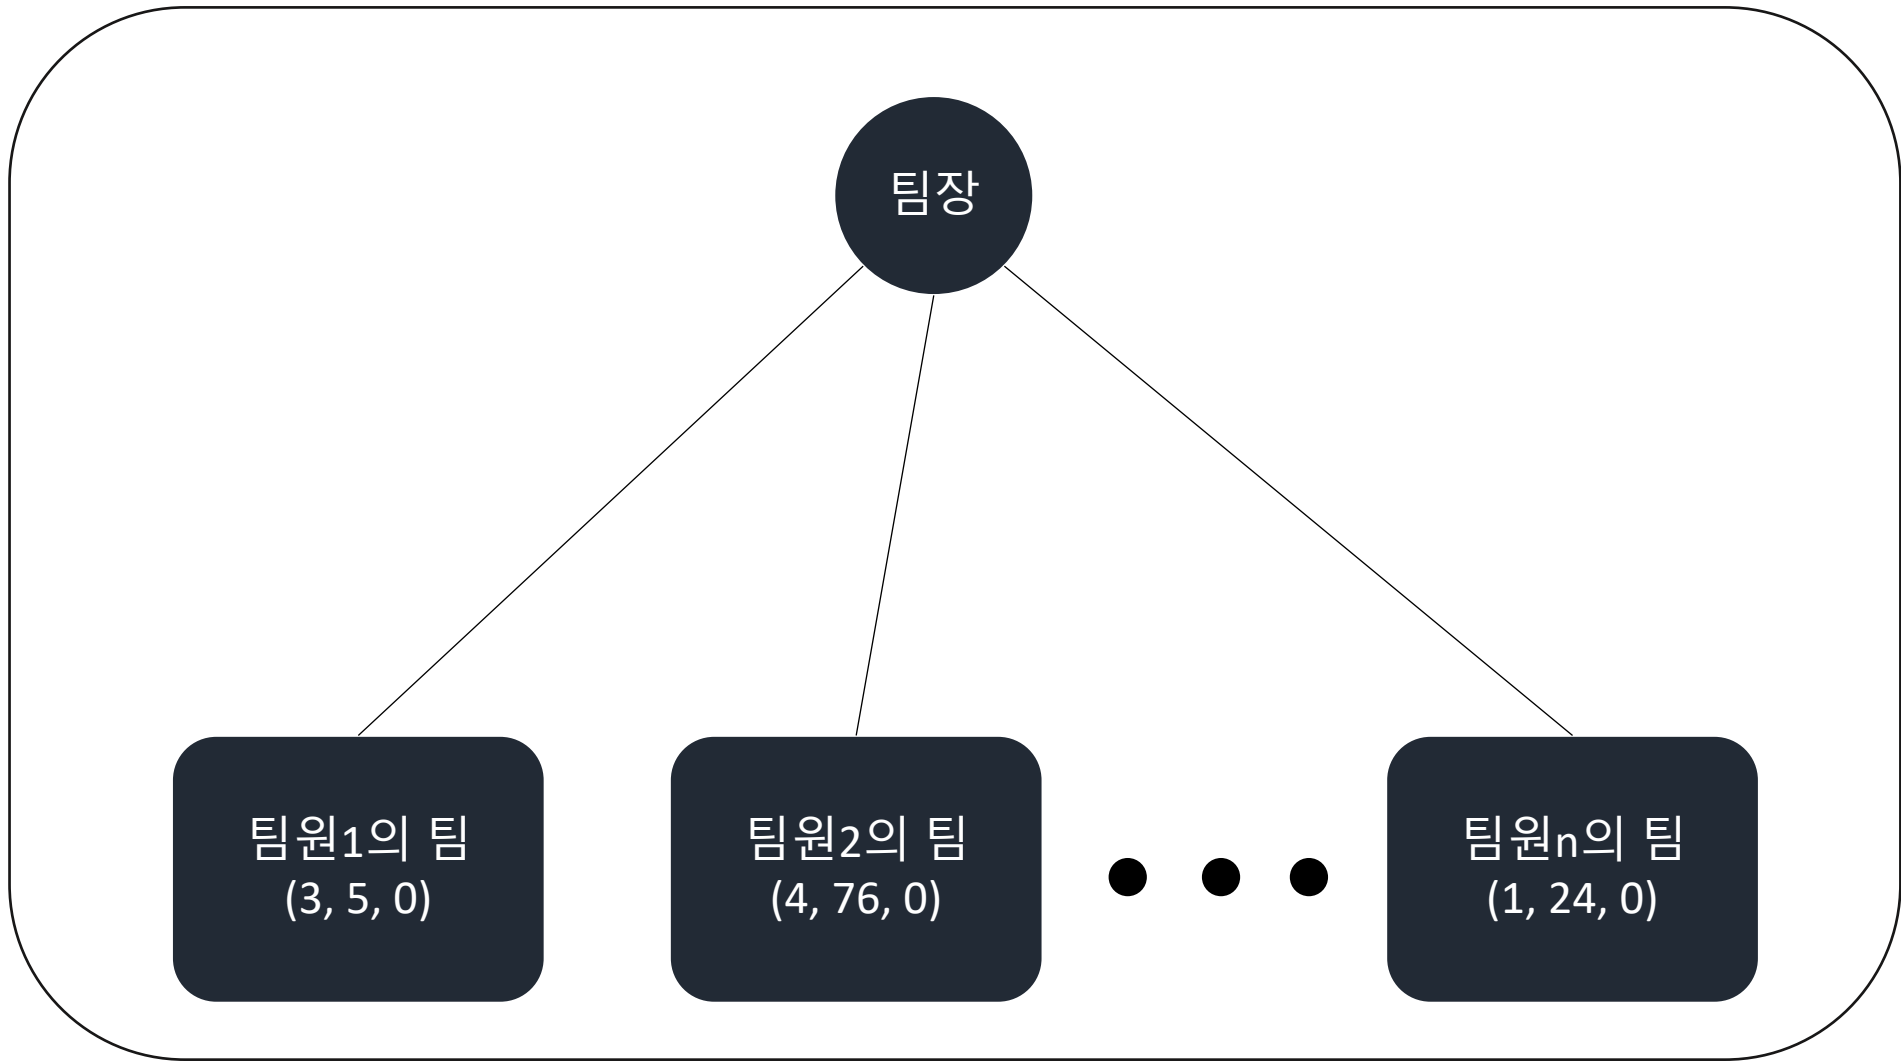 팀장
팀원1의 팀
(3, 5, 0)
팀원2의 팀
(4, 76, 0)
팀원n의 팀
(1, 24, 0)